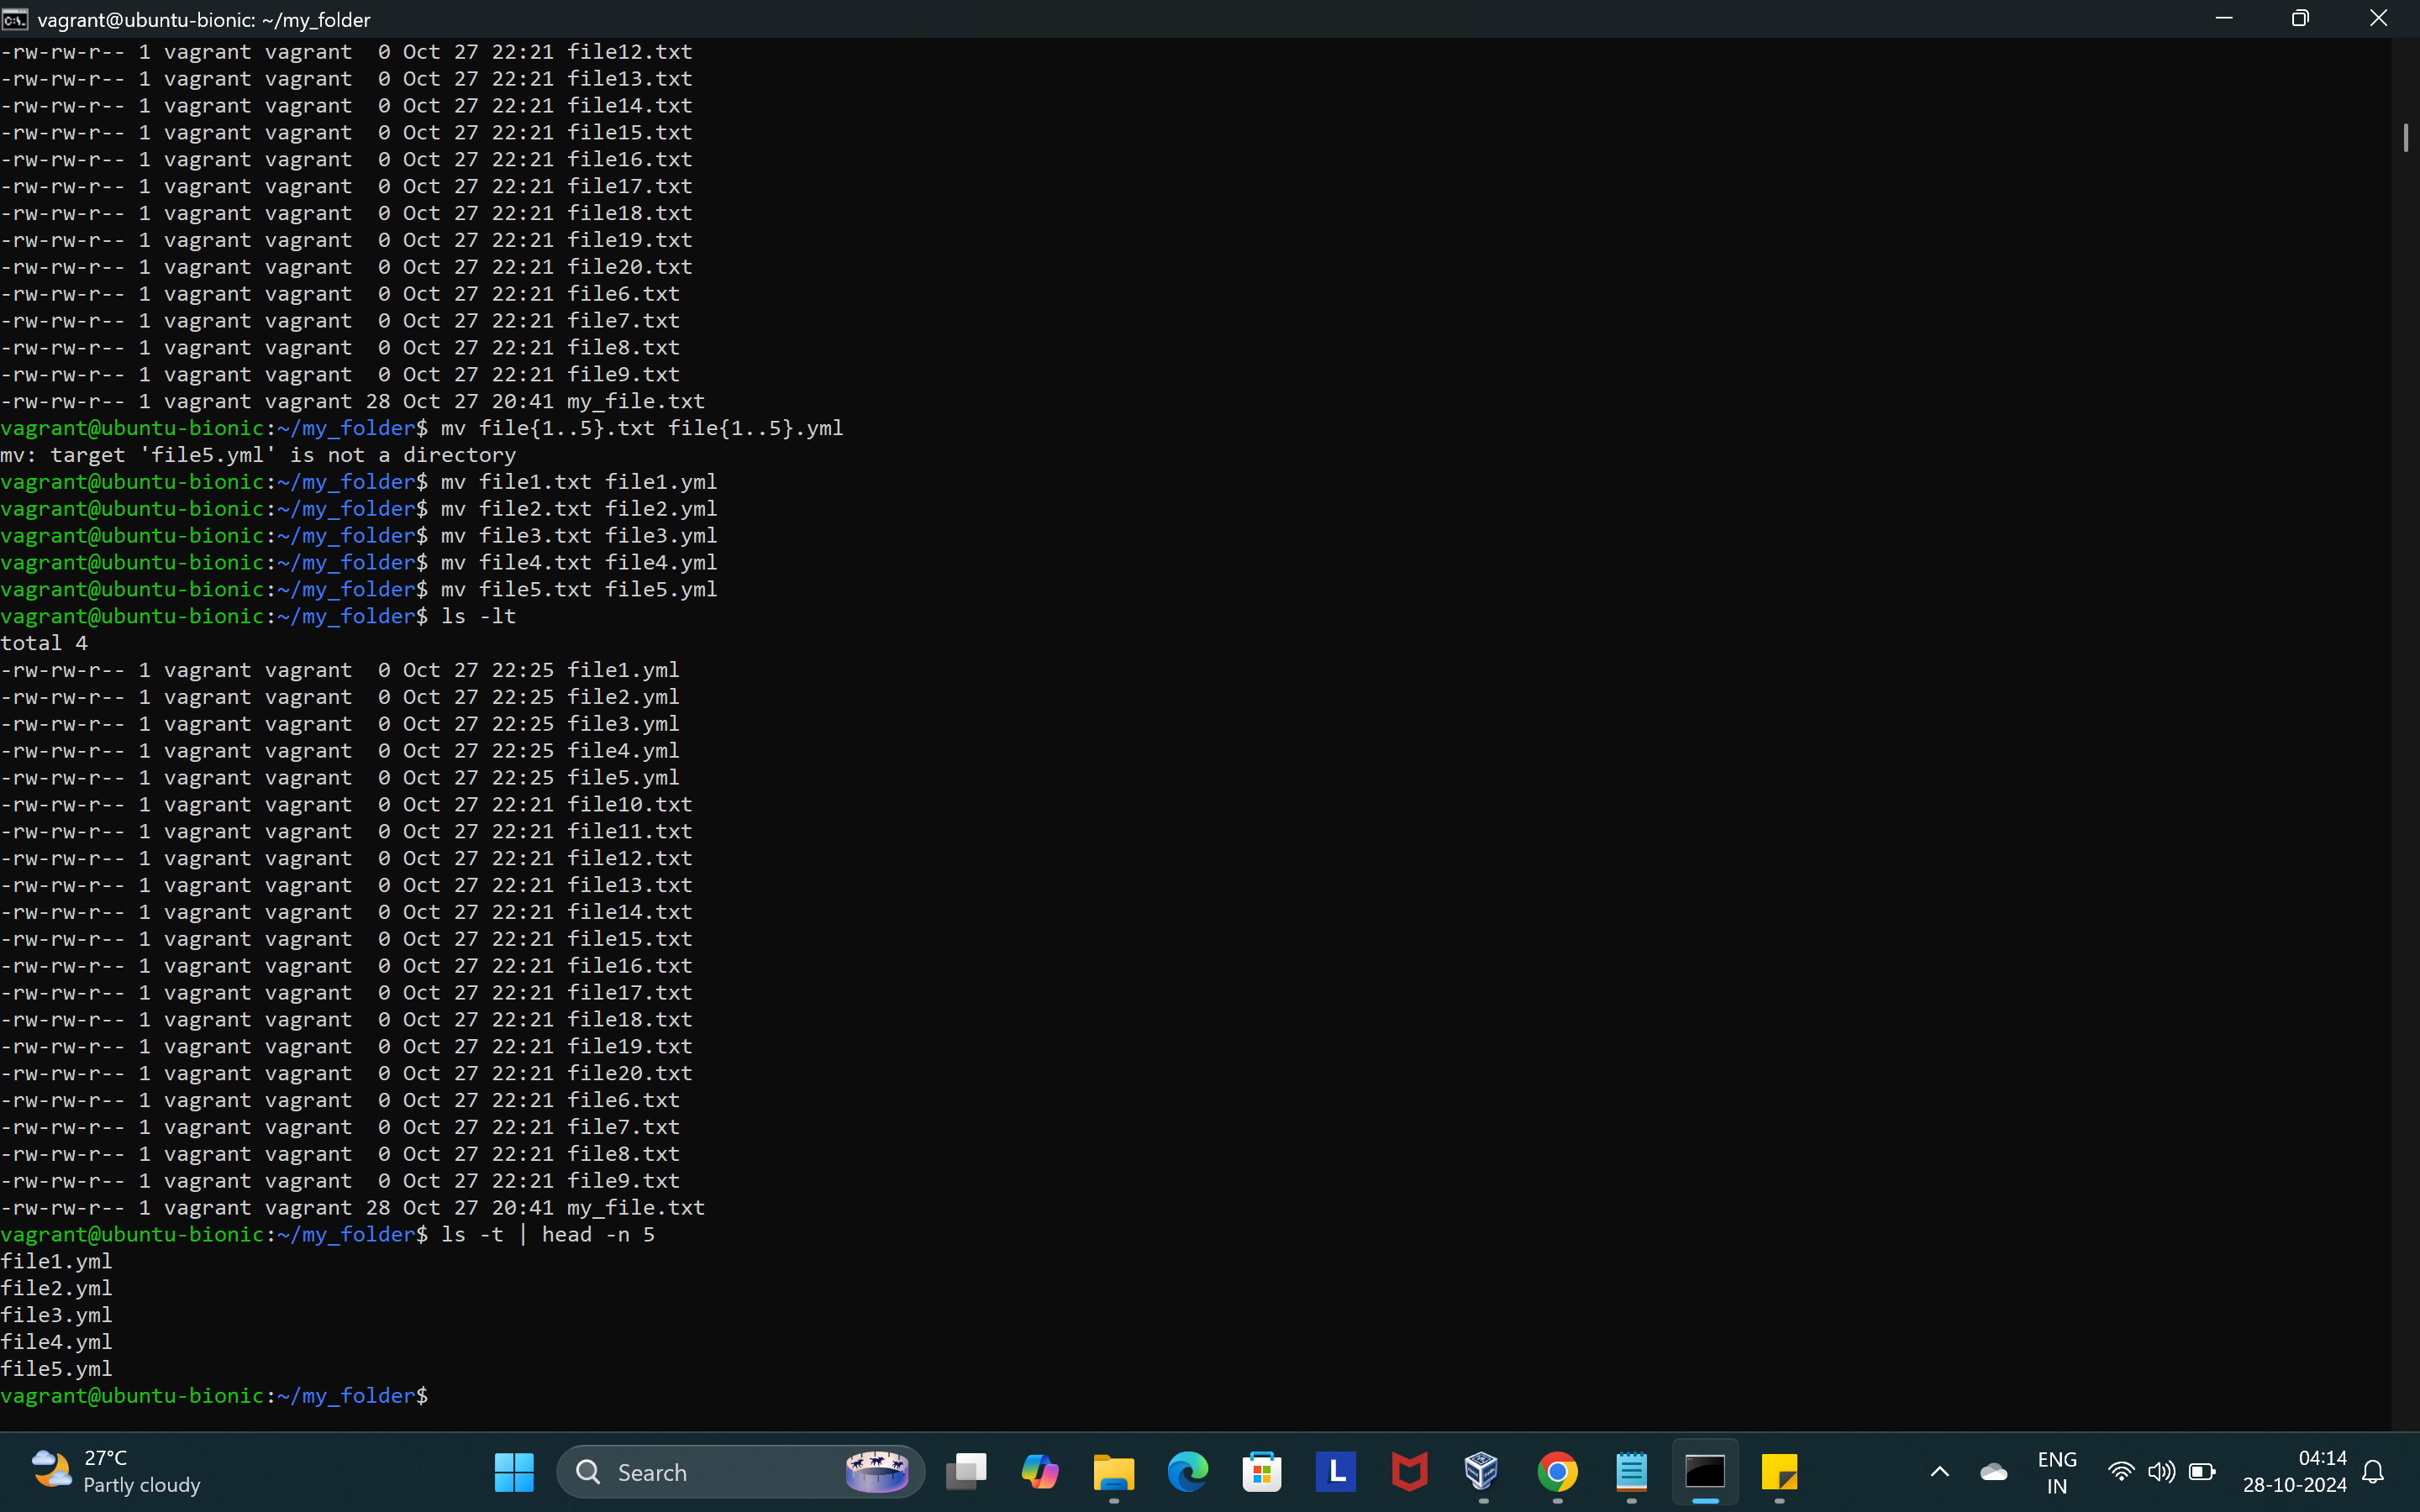 vagrant@ubuntu-bionic: ~/my_folder
-rw-rw-r-- 1 vagrant vagrant  0 Oct 27 22:21 file12.txt
-rw-rw-r-- 1 vagrant vagrant  0 Oct 27 22:21 file13.txt
-rw-rw-r-- 1 vagrant vagrant  0 Oct 27 22:21 file14.txt
-rw-rw-r-- 1 vagrant vagrant  0 Oct 27 22:21 file15.txt
-rw-rw-r-- 1 vagrant vagrant  0 Oct 27 22:21 file16.txt
-rw-rw-r-- 1 vagrant vagrant  0 Oct 27 22:21 file17.txt
-rw-rw-r-- 1 vagrant vagrant  0 Oct 27 22:21 file18.txt
-rw-rw-r-- 1 vagrant vagrant  0 Oct 27 22:21 file19.txt
-rw-rw-r-- 1 vagrant vagrant  0 Oct 27 22:21 file20.txt
-rw-rw-r-- 1 vagrant vagrant  0 Oct 27 22:21 file6.txt
-rw-rw-r-- 1 vagrant vagrant  0 Oct 27 22:21 file7.txt
-rw-rw-r-- 1 vagrant vagrant  0 Oct 27 22:21 file8.txt
-rw-rw-r-- 1 vagrant vagrant  0 Oct 27 22:21 file9.txt
-rw-rw-r-- 1 vagrant vagrant 28 Oct 27 20:41 my_file.txt
vagrant@ubuntu-bionic:~/my_folder$ mv file{1..5}.txt file{1..5}.yml
mv: target 'file5.yml' is not a directory
vagrant@ubuntu-bionic:~/my_folder$ mv file1.txt file1.yml
vagrant@ubuntu-bionic:~/my_folder$ mv file2.txt file2.yml
vagrant@ubuntu-bionic:~/my_folder$ mv file3.txt file3.yml
vagrant@ubuntu-bionic:~/my_folder$ mv file4.txt file4.yml
vagrant@ubuntu-bionic:~/my_folder$ mv file5.txt file5.yml
vagrant@ubuntu-bionic:~/my_folder$ ls -lt
total 4
-rw-rw-r-- 1 vagrant vagrant  0 Oct 27 22:25 file1.yml
-rw-rw-r-- 1 vagrant vagrant  0 Oct 27 22:25 file2.yml
-rw-rw-r-- 1 vagrant vagrant  0 Oct 27 22:25 file3.yml
-rw-rw-r-- 1 vagrant vagrant  0 Oct 27 22:25 file4.yml
-rw-rw-r-- 1 vagrant vagrant  0 Oct 27 22:25 file5.yml
-rw-rw-r-- 1 vagrant vagrant  0 Oct 27 22:21 file10.txt
-rw-rw-r-- 1 vagrant vagrant  0 Oct 27 22:21 file11.txt
-rw-rw-r-- 1 vagrant vagrant  0 Oct 27 22:21 file12.txt
-rw-rw-r-- 1 vagrant vagrant  0 Oct 27 22:21 file13.txt
-rw-rw-r-- 1 vagrant vagrant  0 Oct 27 22:21 file14.txt
-rw-rw-r-- 1 vagrant vagrant  0 Oct 27 22:21 file15.txt
-rw-rw-r-- 1 vagrant vagrant  0 Oct 27 22:21 file16.txt
-rw-rw-r-- 1 vagrant vagrant  0 Oct 27 22:21 file17.txt
-rw-rw-r-- 1 vagrant vagrant  0 Oct 27 22:21 file18.txt
-rw-rw-r-- 1 vagrant vagrant  0 Oct 27 22:21 file19.txt
-rw-rw-r-- 1 vagrant vagrant  0 Oct 27 22:21 file20.txt
-rw-rw-r-- 1 vagrant vagrant  0 Oct 27 22:21 file6.txt
-rw-rw-r-- 1 vagrant vagrant  0 Oct 27 22:21 file7.txt
-rw-rw-r-- 1 vagrant vagrant  0 Oct 27 22:21 file8.txt
-rw-rw-r-- 1 vagrant vagrant  0 Oct 27 22:21 file9.txt
-rw-rw-r-- 1 vagrant vagrant 28 Oct 27 20:41 my_file.txt
vagrant@ubuntu-bionic:~/my_folder$ ls -t | head -n 5
file1.yml
file2.yml
file3.yml
file4.yml
file5.yml
vagrant@ubuntu-bionic:~/my_folder$
27°C
Partly cloudy
Search
L
ENG
IN
04:14
28-10-2024